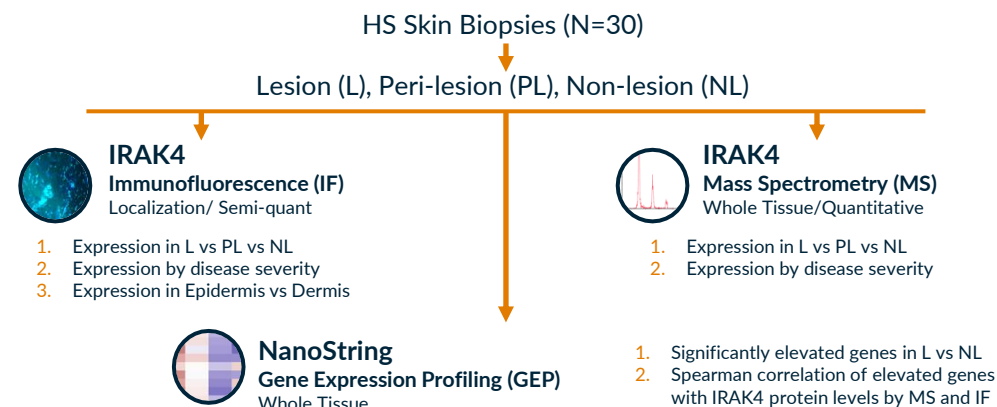 HS Skin Biopsies (N=30)
Lesion (L), Peri-lesion (PL), Non-lesion (NL)
IRAK4
Immunofluorescence (IF)
Localization/ Semi-quant
1. Expression in L vs PL vs NL
2. Expression by disease severity
3. Expression in Epidermis vs Dermis
IRAK4
Mass Spectrometry (MS)
Whole Tissue/Quantitative
1. Expression in L vs PL vs NL
2. Expression by disease severity
NanoString
Gene Expression Profiling (GEP)
Whole Tissue
1. Significantly elevated genes in L vs NL
2. Spearman correlation of elevated genes
with IRAK4 protein levels by MS and IF